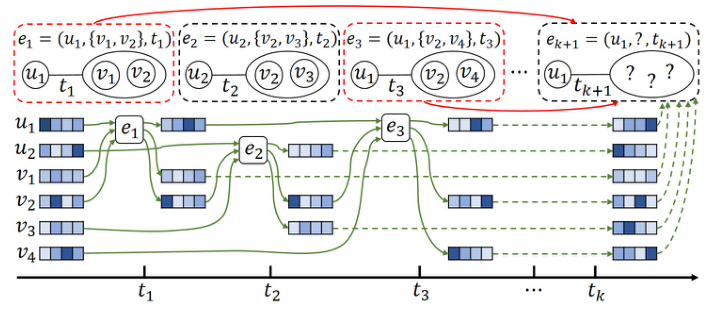 e₁ = (u₁,{v₁, v₂}, t₁) e₂ = (u₂,{v₂, v₃}, t₂) e₃ = (u₁,{v₂, v₄}, t₃) eₖ₊₁ = (u₁, ?, tₖ₊₁)
u₁ t₁ v₁ v₂ u₂ t₂ v₂ v₃ u₁ t₃ v₂ v₄ ... u₁ tₖ₊₁ ? ? ?
u₁ e₁ e₃
u₂ e₂
v₁
v₂
v₃
v₄
t₁ t₂ t₃ ... tₖ